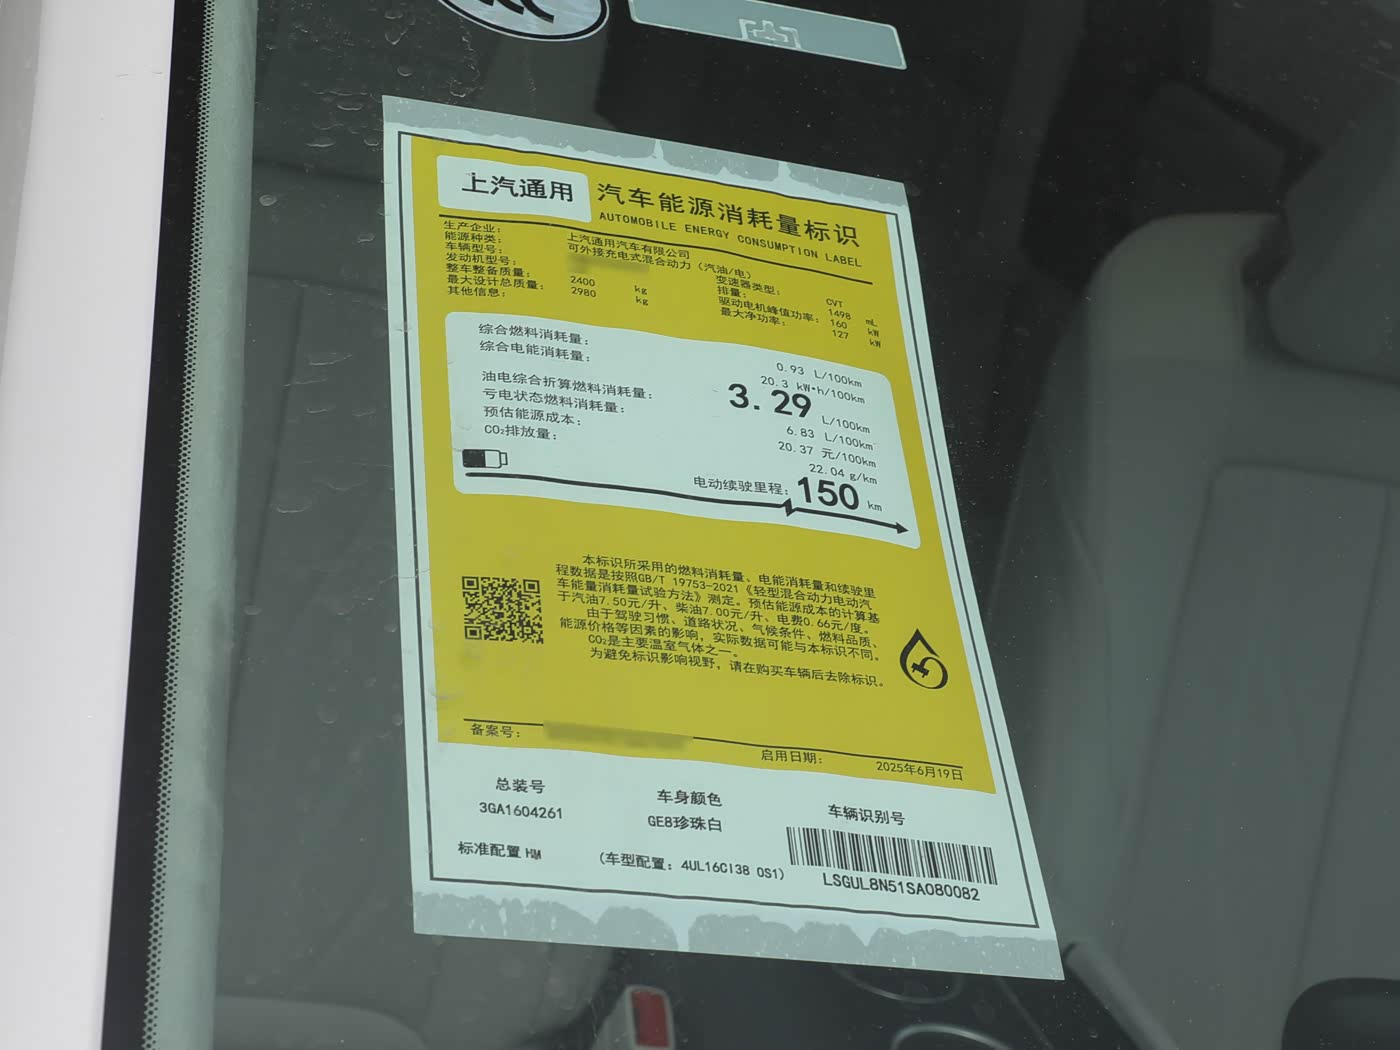 上汽通用
汽车能源消耗量标识
AUTOMOBILE ENERGY CONSUMPTION LABEL
生产企业: 上汽通用汽车有限公司
能源种类: 可外接充电式混合动力 (汽油/电)
车辆型号: 变速器类型: CVT
发动机型号: 排量: 1498 mL
整车整备质量: 2400 kg 驱动电机峰值功率: 160 kW
最大设计总质量: 2980 kg 最大净功率: 127 kW
其他信息:
综合燃料消耗量: 0.93 L/100km
综合电能消耗量: 20.3 kW·h/100km
油电综合折算燃料消耗量: 3.29 L/100km
亏电状态燃料消耗量: 6.83 L/100km
预估能源成本: 20.37 元/100km
CO₂排放量: 22.04 g/km
电动续驶里程: 150 km
本标识所采用的燃料消耗量、电能消耗量和续驶里
程数据是按照GB/T 19753-2021《轻型混合动力电动汽
车能量消耗量试验方法》测定。预估能源成本的计算基
于汽油7.50元/升、柴油7.00元/升、电费0.66元/度。
由于驾驶习惯、道路状况、气候条件、燃料品质、
能源价格等因素的影响，实际数据可能与本标识不同。
CO₂是主要温室气体之一。
为避免标识影响视野，请在购买车辆后去除标识。
备案号:
启用日期: 2025年6月19日
总装号 车身颜色 车辆识别号
3GA1604261 GE8珍珠白
标准配置 HM (车型配置: 4UL16CI38 OS1) LSGUL8N51SA080082